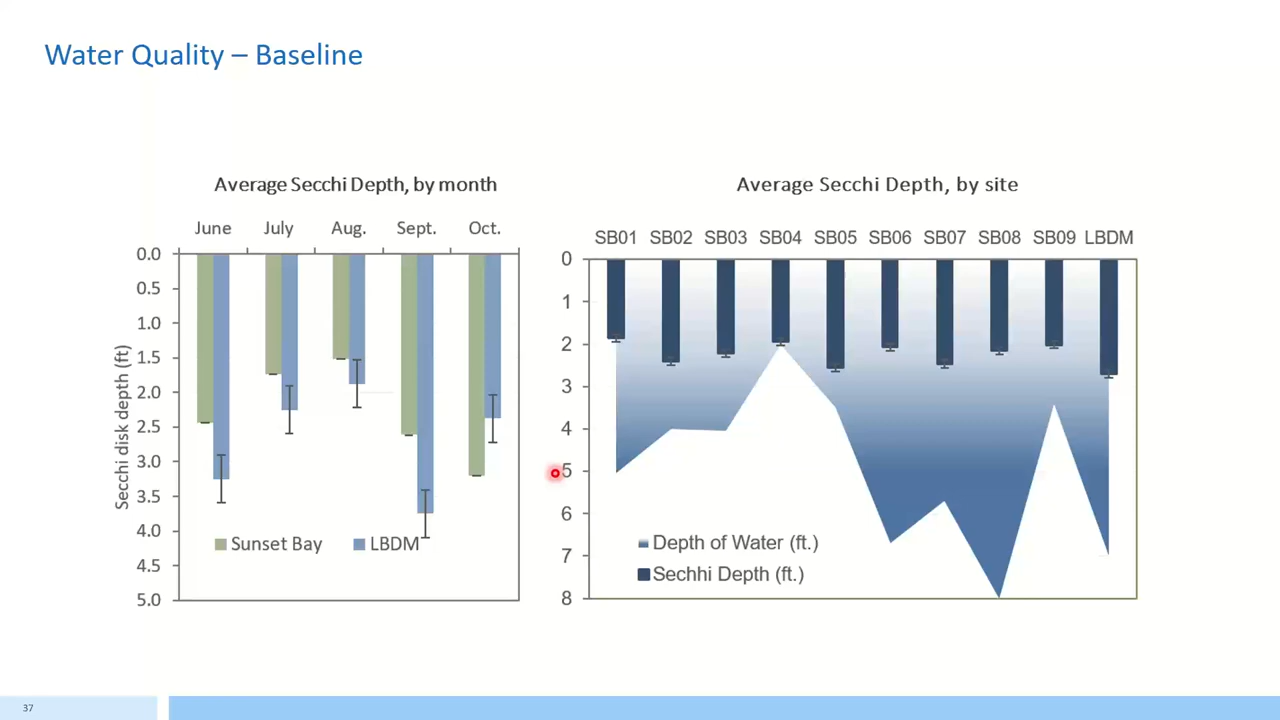 Water Quality – Baseline
Average Secchi Depth, by month
June July Aug. Sept. Oct.
0.0
0.5
1.0
1.5
2.0
2.5
3.0
3.5
4.0
4.5
5.0
Secchi disk depth (ft)
Sunset Bay LBDM
Average Secchi Depth, by site
SB01 SB02 SB03 SB04 SB05 SB06 SB07 SB08 SB09 LBDM
0
1
2
3
4
5
6
7
8
Depth of Water (ft.)
Sechhi Depth (ft.)
37